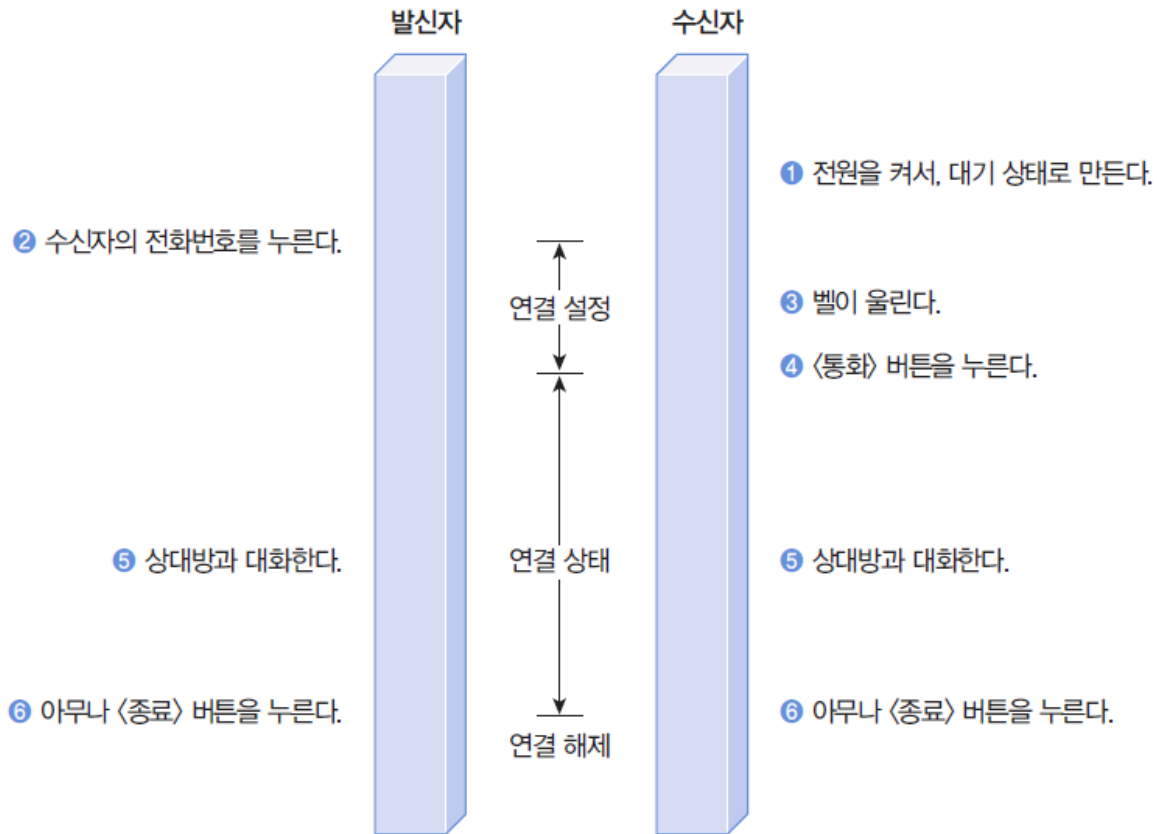 발신자
수신자
❶ 전원을 켜서, 대기 상태로 만든다.
❷ 수신자의 전화번호를 누른다.
연결 설정
❸ 벨이 울린다.
❹ 〈통화〉 버튼을 누른다.
❺ 상대방과 대화한다.
연결 상태
❺ 상대방과 대화한다.
❻ 아무나 〈종료〉 버튼을 누른다.
❻ 아무나 〈종료〉 버튼을 누른다.
연결 해제